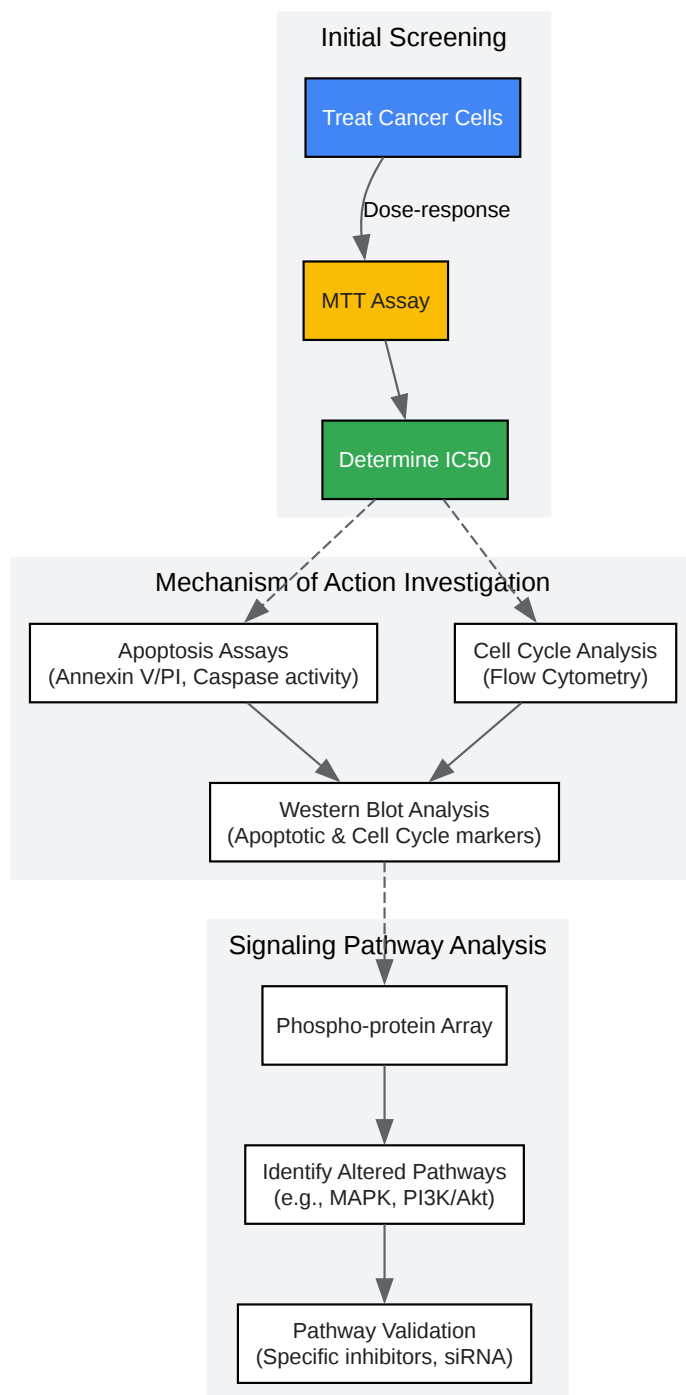 Initial Screening
Treat Cancer Cells
Dose-response
MTT Assay
Determine IC50
Mechanism of Action Investigation
Apoptosis Assays
(Annexin V/PI, Caspase activity)
Cell Cycle Analysis
(Flow Cytometry)
Western Blot Analysis
(Apoptotic & Cell Cycle markers)
Signaling Pathway Analysis
Phospho-protein Array
Identify Altered Pathways
(e.g., MAPK, PI3K/Akt)
Pathway Validation
(Specific inhibitors, siRNA)